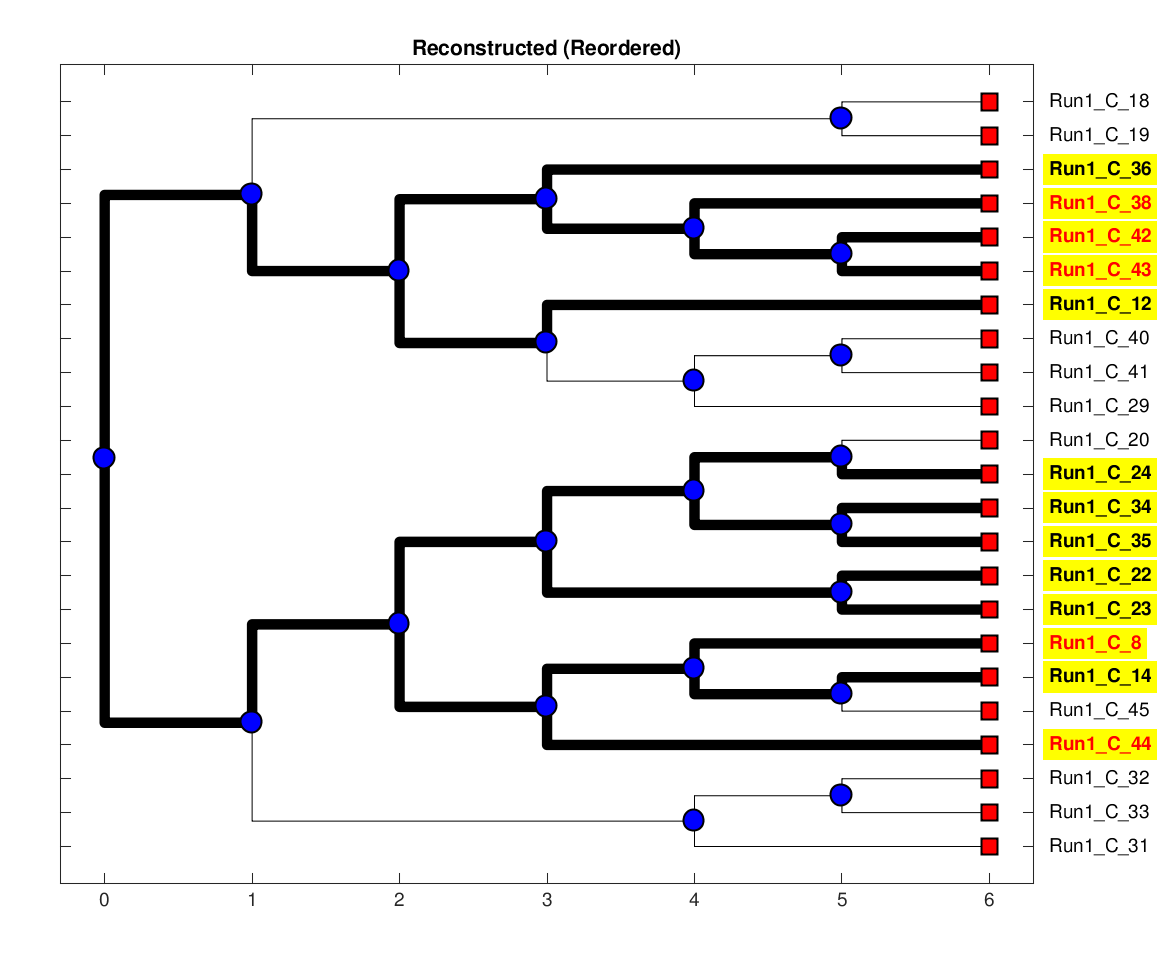 Reconstructed (Reordered)
Run1_C_18
Run1_C_19
Run1_C_36
Run1_C_38
Run1_C_42
Run1_C_43
Run1_C_12
Run1_C_40
Run1_C_41
Run1_C_29
Run1_C_20
Run1_C_24
Run1_C_34
Run1_C_35
Run1_C_22
Run1_C_23
Run1_C_8
Run1_C_14
Run1_C_45
Run1_C_44
Run1_C_32
Run1_C_33
Run1_C_31
0 1 2 3 4 5 6